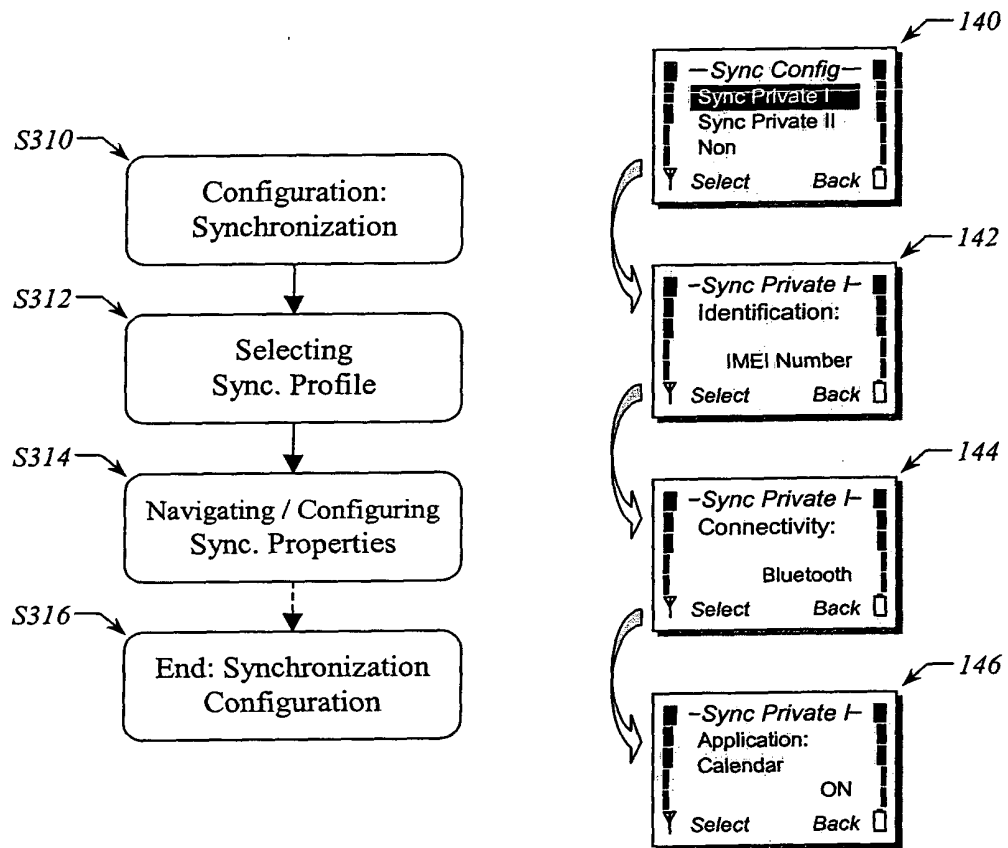 S310
Configuration:
Synchronization
S312
Selecting
Sync. Profile
S314
Navigating / Configuring
Sync. Properties
S316
End: Synchronization
Configuration
140
Sync Config
Sync Private I
Sync Private II
Non
Select Back
142
Sync Private I
Identification:
IMEI Number
Select Back
144
Sync Private I
Connectivity:
Bluetooth
Select Back
146
Sync Private I
Application:
Calendar
ON
Select Back